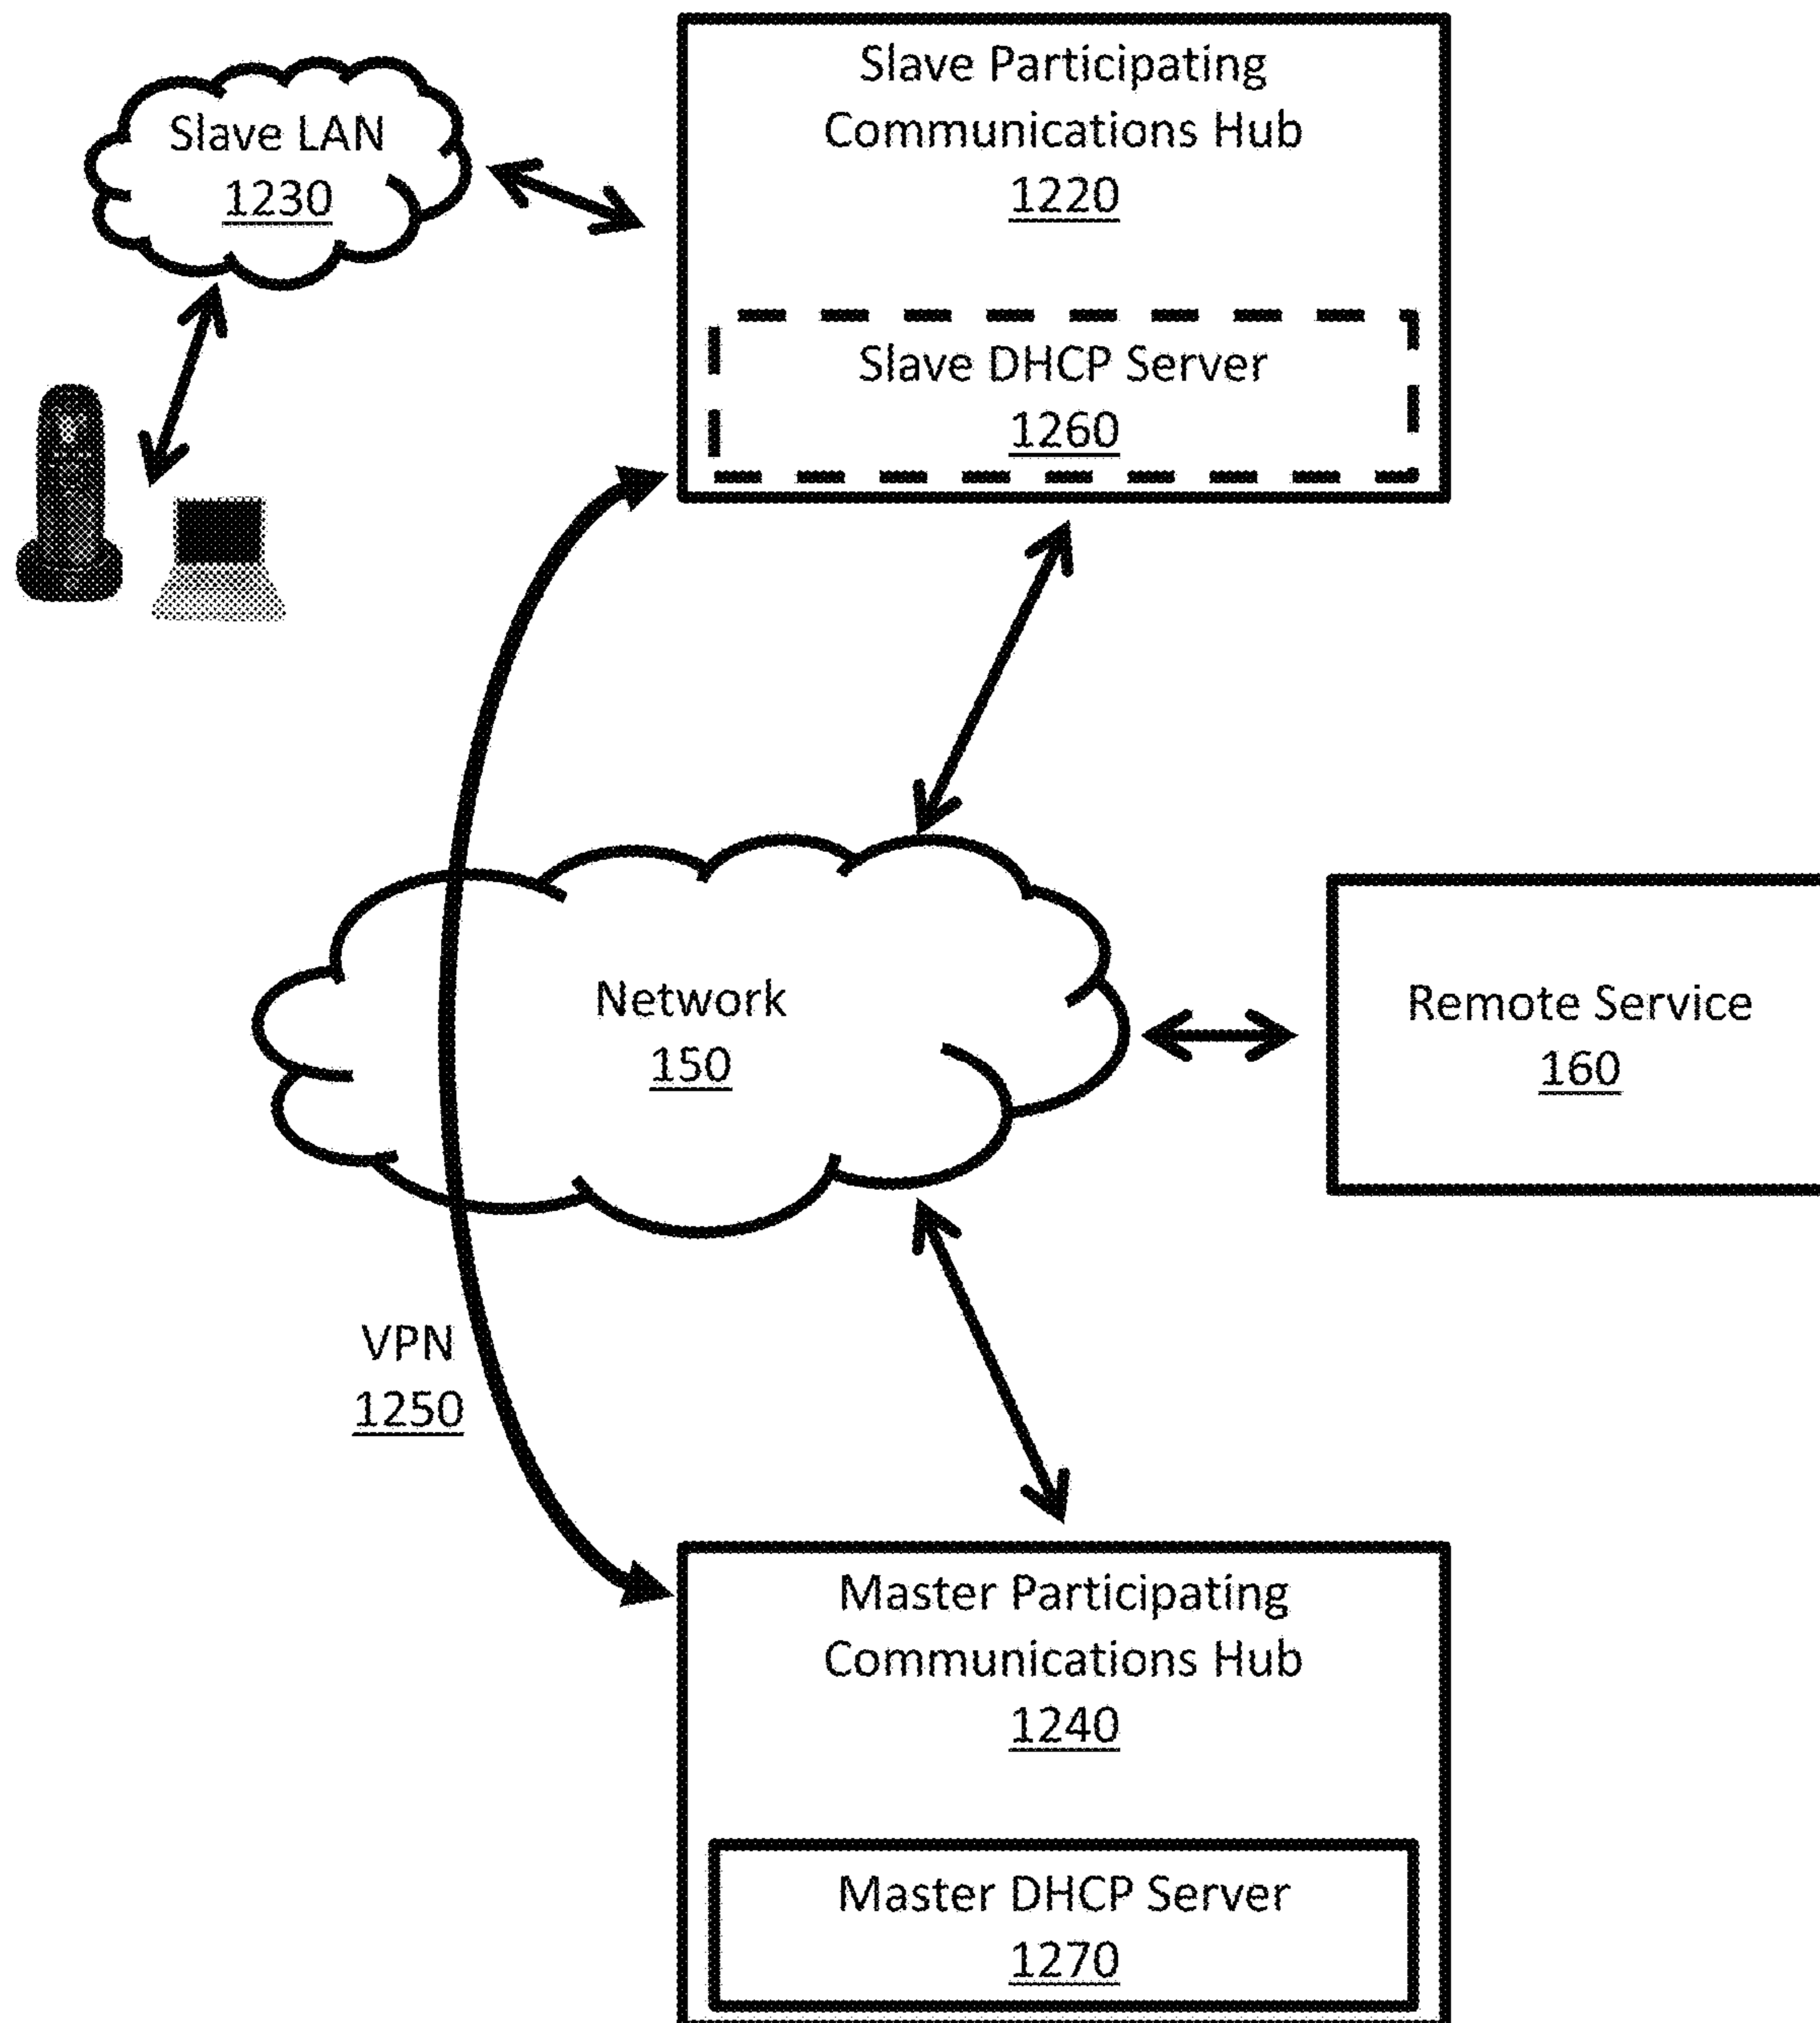 Slave LAN
1230
Slave Participating
Communications Hub
1220
Slave DHCP Server
1260
Network
150
Remote Service
160
VPN
1250
Master Participating
Communications Hub
1240
Master DHCP Server
1270